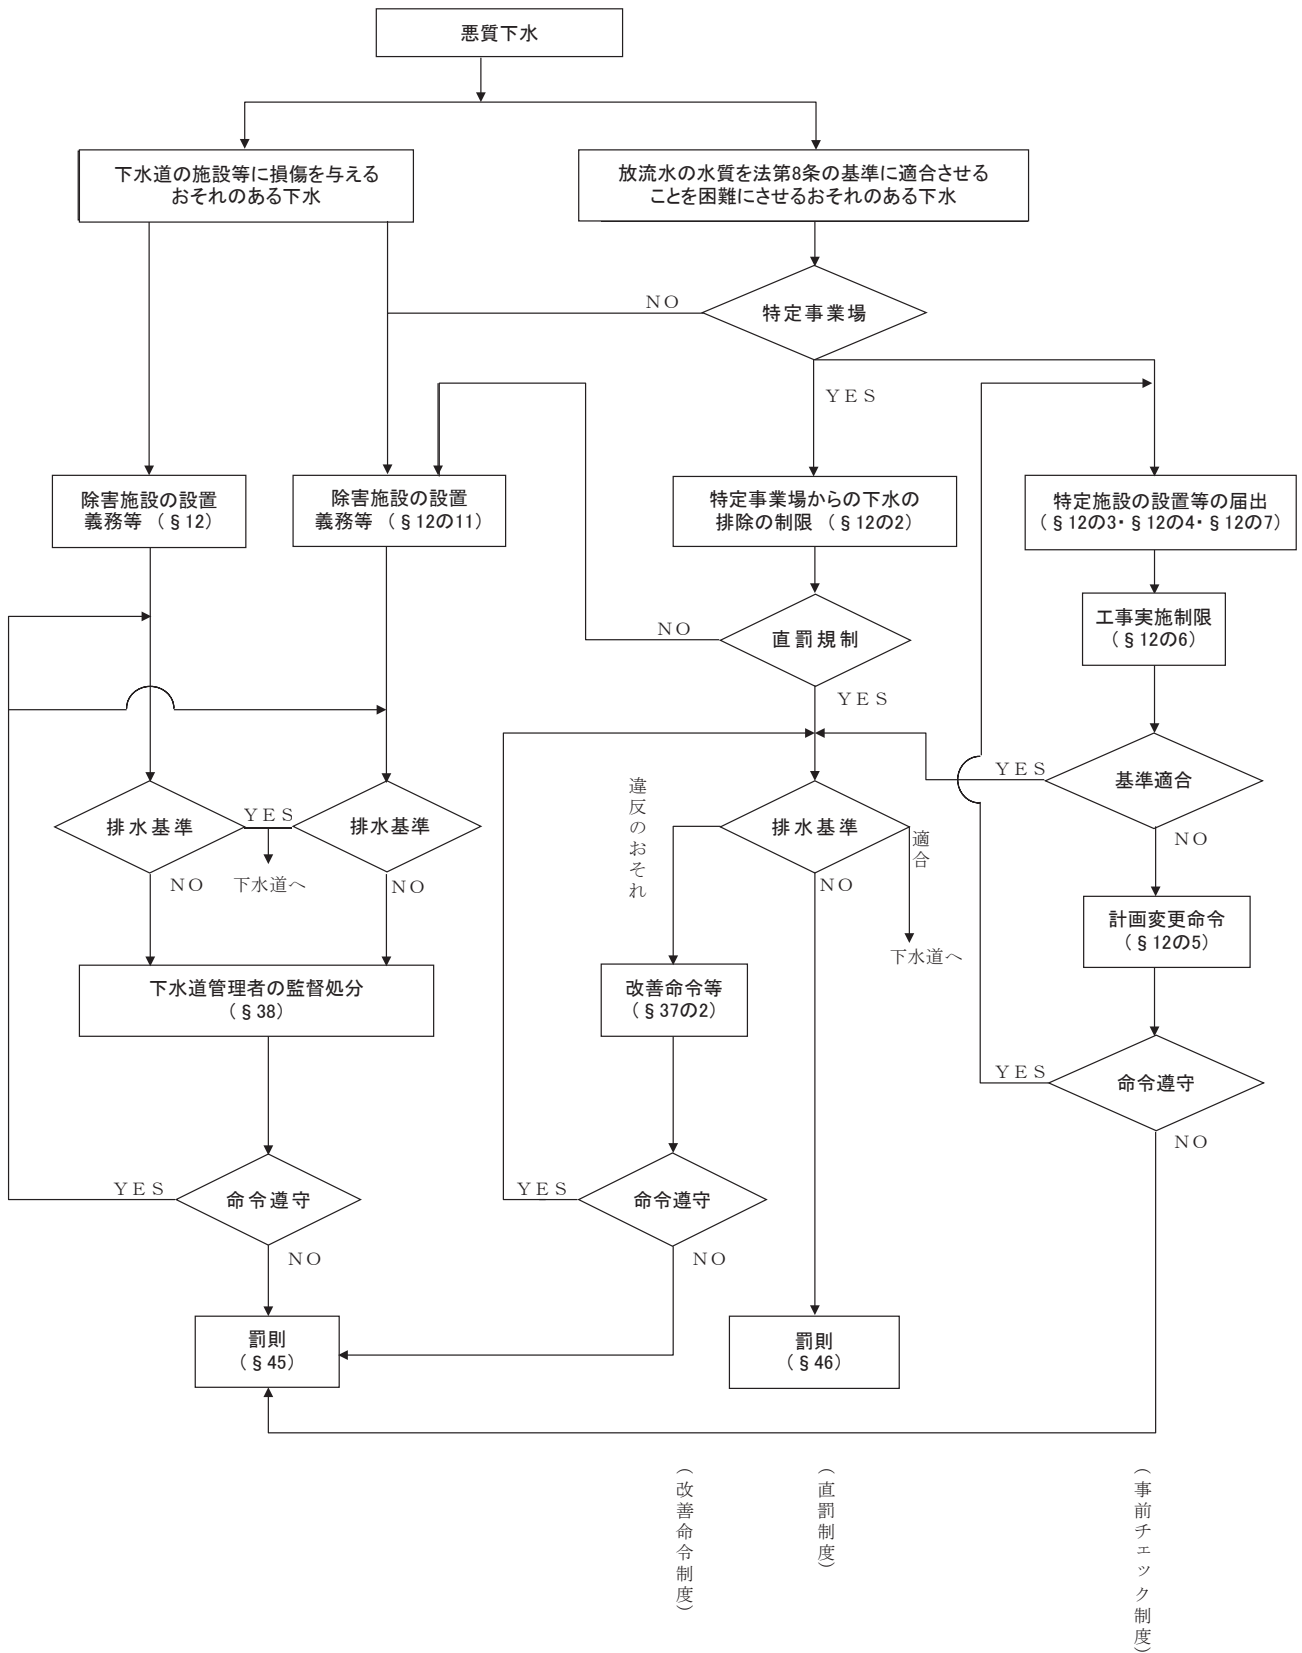 悪質下水
下水道の施設等に損傷を与える
おそれのある下水
放流水の水質を法第8条の基準に適合させる
ことを困難にさせるおそれのある下水
NO
特定事業場
YES
除害施設の設置
義務等（§12）
除害施設の設置
義務等（§12の11）
特定事業場からの下水の
排除の制限（§12の2）
特定施設の設置等の届出
（§12の3・§12の4・§12の7）
工事実施制限
（§12の6）
NO
直罰規制
YES
YES
基準適合
NO
排水基準
YES
排水基準
NO
下水道へ
NO
違反のおそれ
排水基準
適合
NO
下水道へ
計画変更命令
（§12の5）
下水道管理者の監督処分
（§38）
改善命令等
（§37の2）
YES
命令遵守
NO
YES
命令遵守
NO
YES
命令遵守
NO
罰則
（§45）
罰則
（§46）
（改善命令制度）
（直罰制度）
（事前チェック制度）